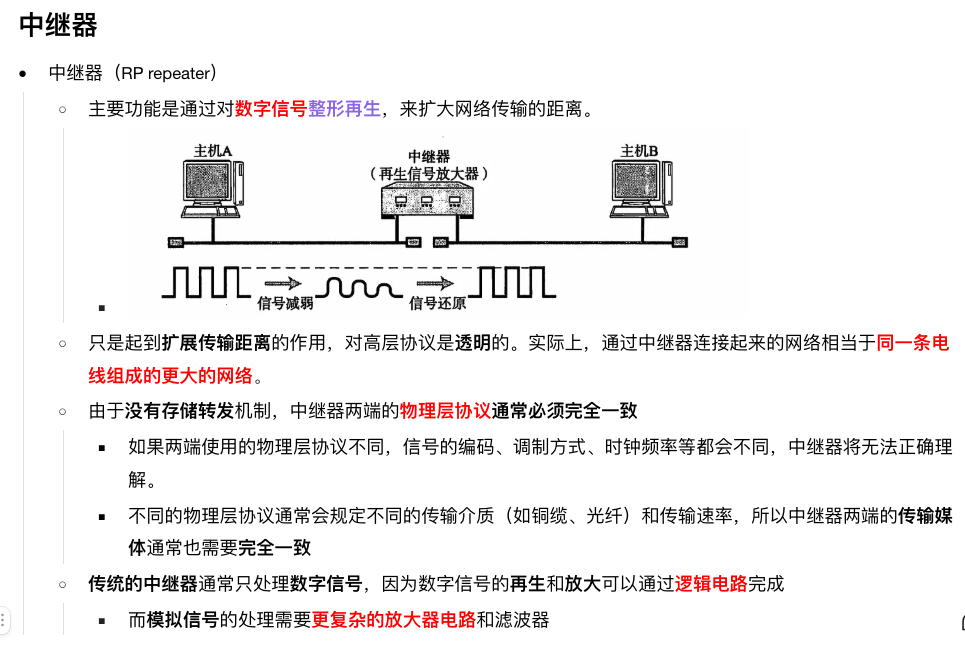 中继器
中继器（RP repeater）
主要功能是通过对数字信号整形再生，来扩大网络传输的距离。
主机A
中继器
（再生信号放大器）
主机B
信号减弱
信号还原
只是起到扩展传输距离的作用，对高层协议是透明的。实际上，通过中继器连接起来的网络相当于同一条电
线组成的更大的网络。
由于没有存储转发机制，中继器两端的物理层协议通常必须完全一致
如果两端使用的物理层协议不同，信号的编码、调制方式、时钟频率等都会不同，中继器将无法正确理
解。
不同的物理层协议通常会规定不同的传输介质（如铜缆、光纤）和传输速率，所以中继器两端的传输媒
体通常也需要完全一致
传统的中继器通常只处理数字信号，因为数字信号的再生和放大可以通过逻辑电路完成
而模拟信号的处理需要更复杂的放大器电路和滤波器